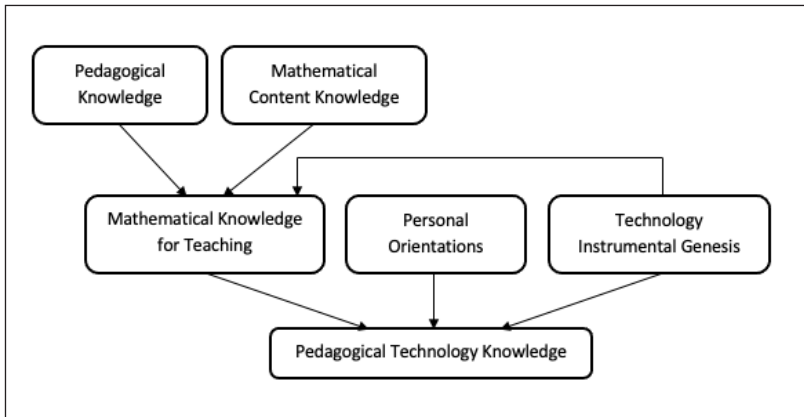 Pedagogical
Knowledge
Mathematical
Content Knowledge
Mathematical Knowledge
for Teaching
Personal
Orientations
Technology
Instrumental Genesis
Pedagogical Technology Knowledge